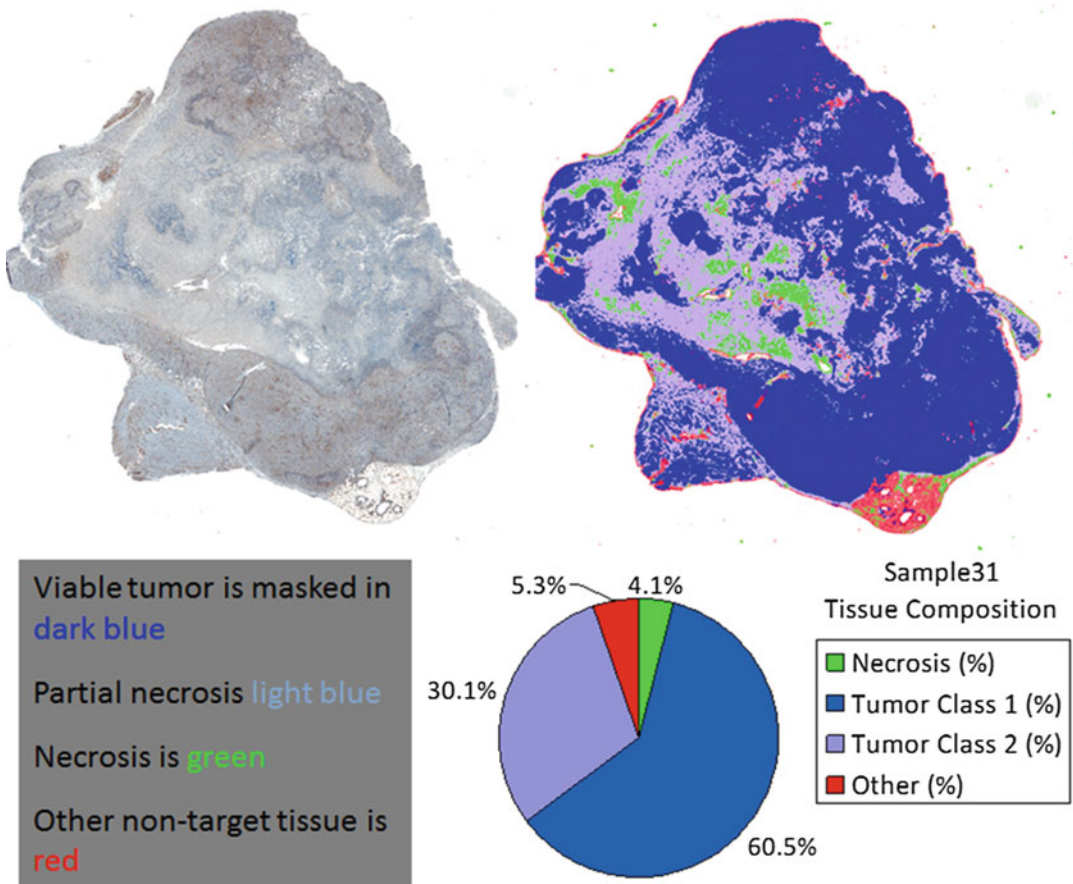 Viable tumor is masked in
dark blue
Partial necrosis light blue
Necrosis is green
Other non-target tissue is
red
5.3%
4.1%
30.1%
60.5%
Sample31
Tissue Composition
Necrosis (%)
Tumor Class 1 (%)
Tumor Class 2 (%)
Other (%)